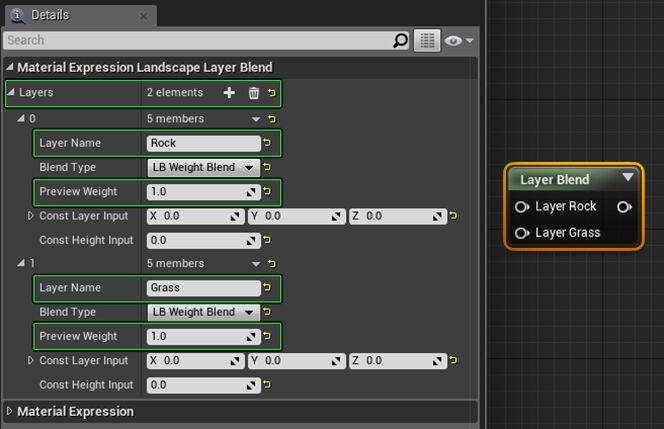 Details
Search
Material Expression Landscape Layer Blend
Layers 2 elements
0 5 members
Layer Name Rock
Blend Type LB Weight Blend
Preview Weight 1.0
Const Layer Input X 0.0 Y 0.0 Z 0.0
Const Height Input 0.0
1 5 members
Layer Name Grass
Blend Type LB Weight Blend
Preview Weight 1.0
Const Layer Input X 0.0 Y 0.0 Z 0.0
Const Height Input 0.0
Material Expression
Layer Blend
Layer Rock
Layer Grass